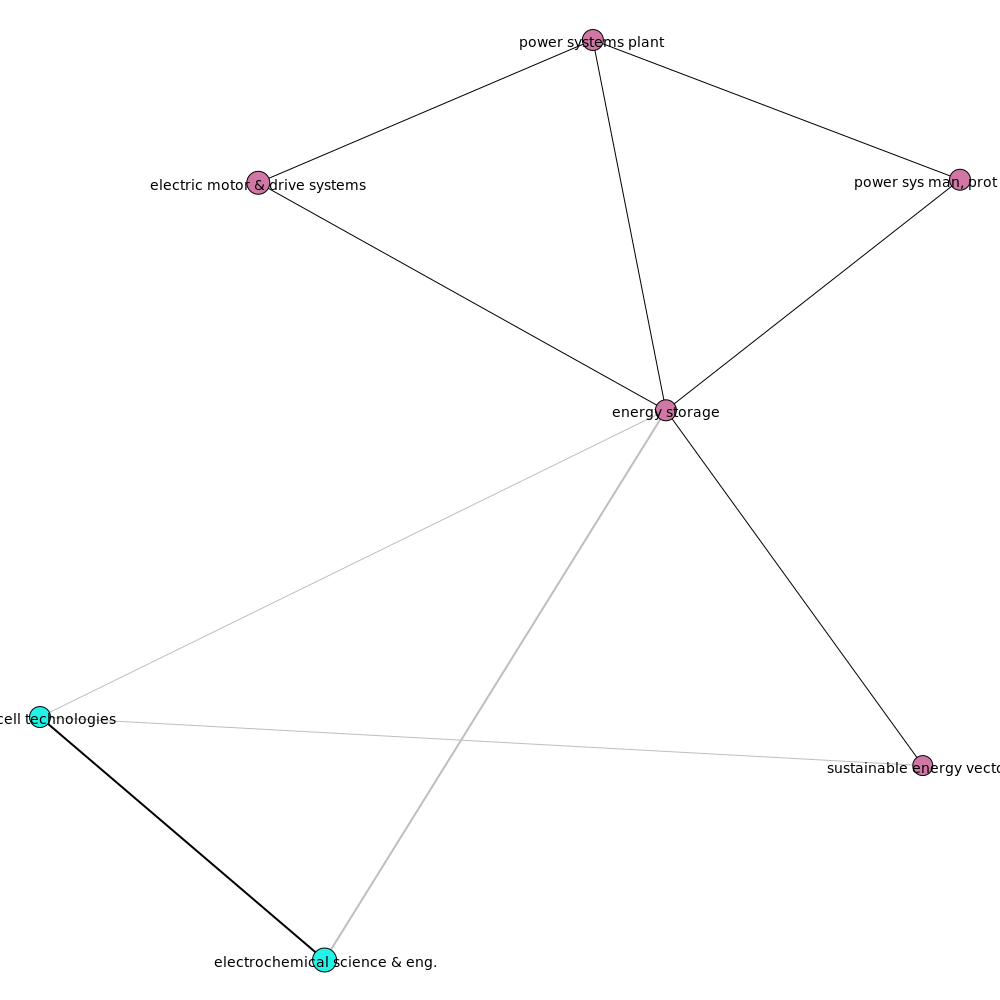 power systems plant
electric motor & drive systems
power sys man, prot
energy storage
cell technologies
sustainable energy vecto
electrochemical science & eng.